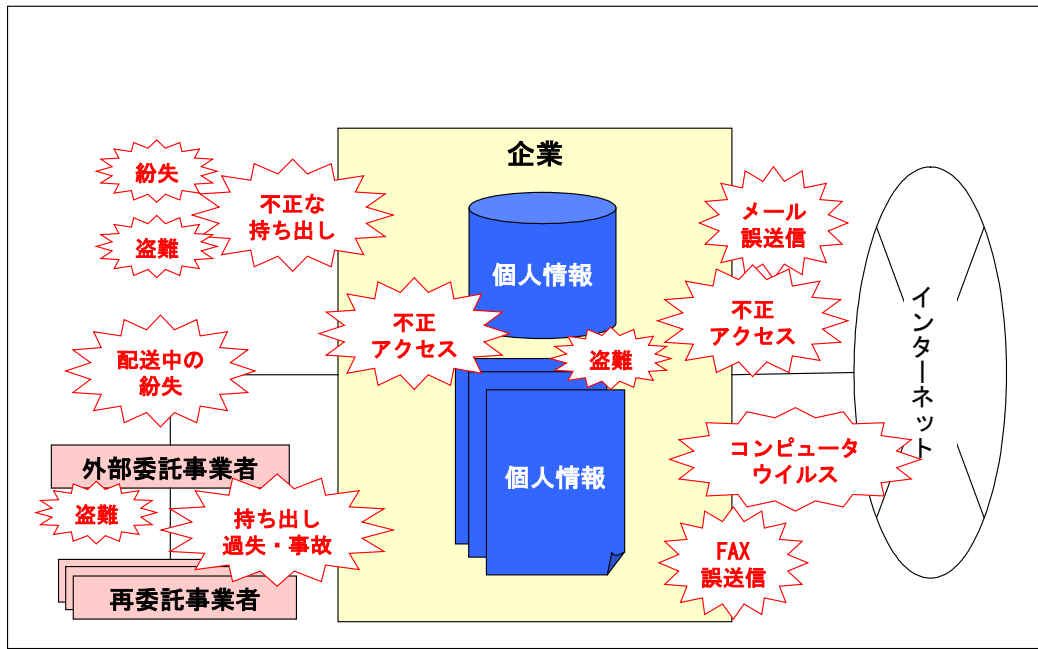 企業
紛失
不正な
持ち出し
盗難
メール
誤送信
個人情報
不正
アクセス
不正
アクセス
盗難
インターネット
配送中の
紛失
コンピュータ
ウイルス
外部委託事業者
個人情報
盗難
持ち出し
過失・事故
FAX
誤送信
再委託事業者